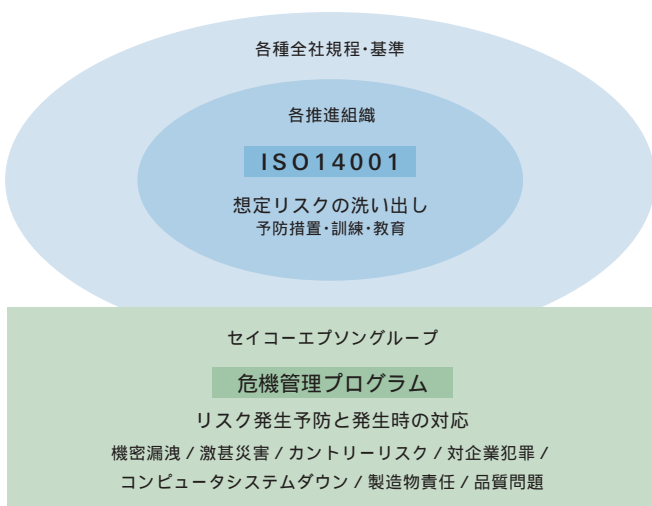 各種全社規程・基準
各推進組織
ISO14001
想定リスクの洗い出し
予防措置・訓練・教育
セイコーエプソングループ
危機管理プログラム
リスク発生予防と発生時の対応
機密漏洩 / 激甚災害 / カントリーリスク / 対企業犯罪 /
コンピュータシステムダウン / 製造物責任 / 品質問題